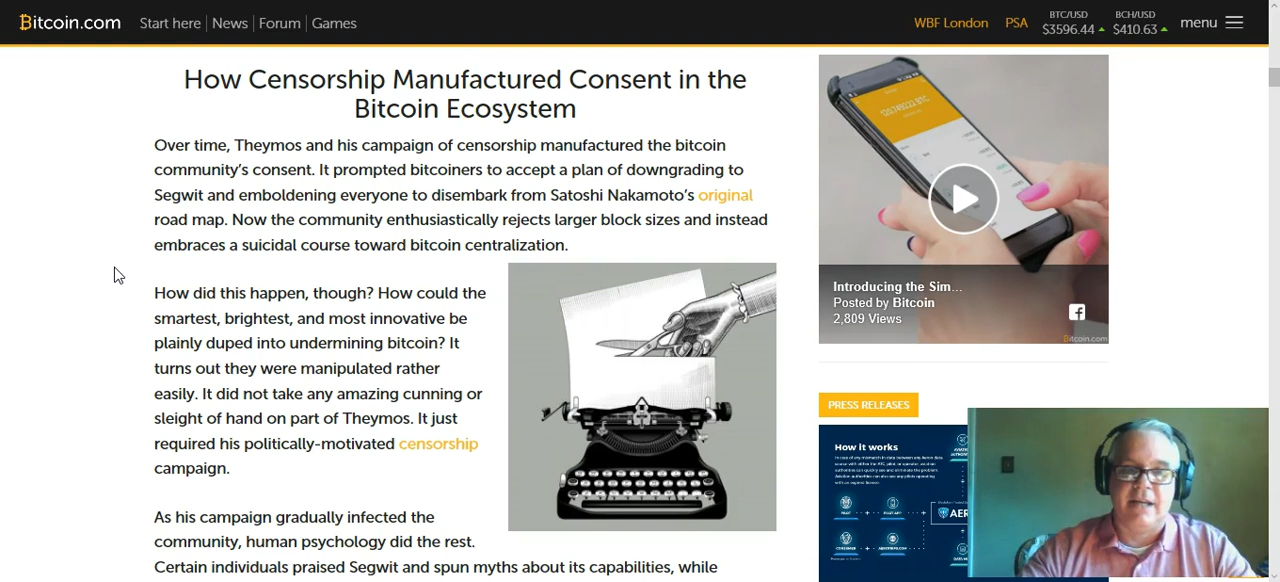 Bitcoin.com
Start here
News
Forum
Games
WBF London
PSA
BTC/USD
$3596.44
BCH/USD
$410.63
menu
How Censorship Manufactured Consent in the
Bitcoin Ecosystem
Over time, Theymos and his campaign of censorship manufactured the bitcoin
community's consent. It prompted bitcoiners to accept a plan of downgrading to
Segwit and emboldening everyone to disembark from Satoshi Nakamoto's original
road map. Now the community enthusiastically rejects larger block sizes and instead
embraces a suicidal course toward bitcoin centralization.
How did this happen, though? How could the
smartest, brightest, and most innovative be
plainly duped into undermining bitcoin? It
turns out they were manipulated rather
easily. It did not take any amazing cunning or
sleight of hand on part of Theymos. It just
required his politically-motivated censorship
campaign.
As his campaign gradually infected the
community, human psychology did the rest.
Certain individuals praised Segwit and spun myths about its capabilities, while
Introducing the Sim...
Posted by Bitcoin
2,809 Views
Bitcoin.com
PRESS RELEASES
How it works